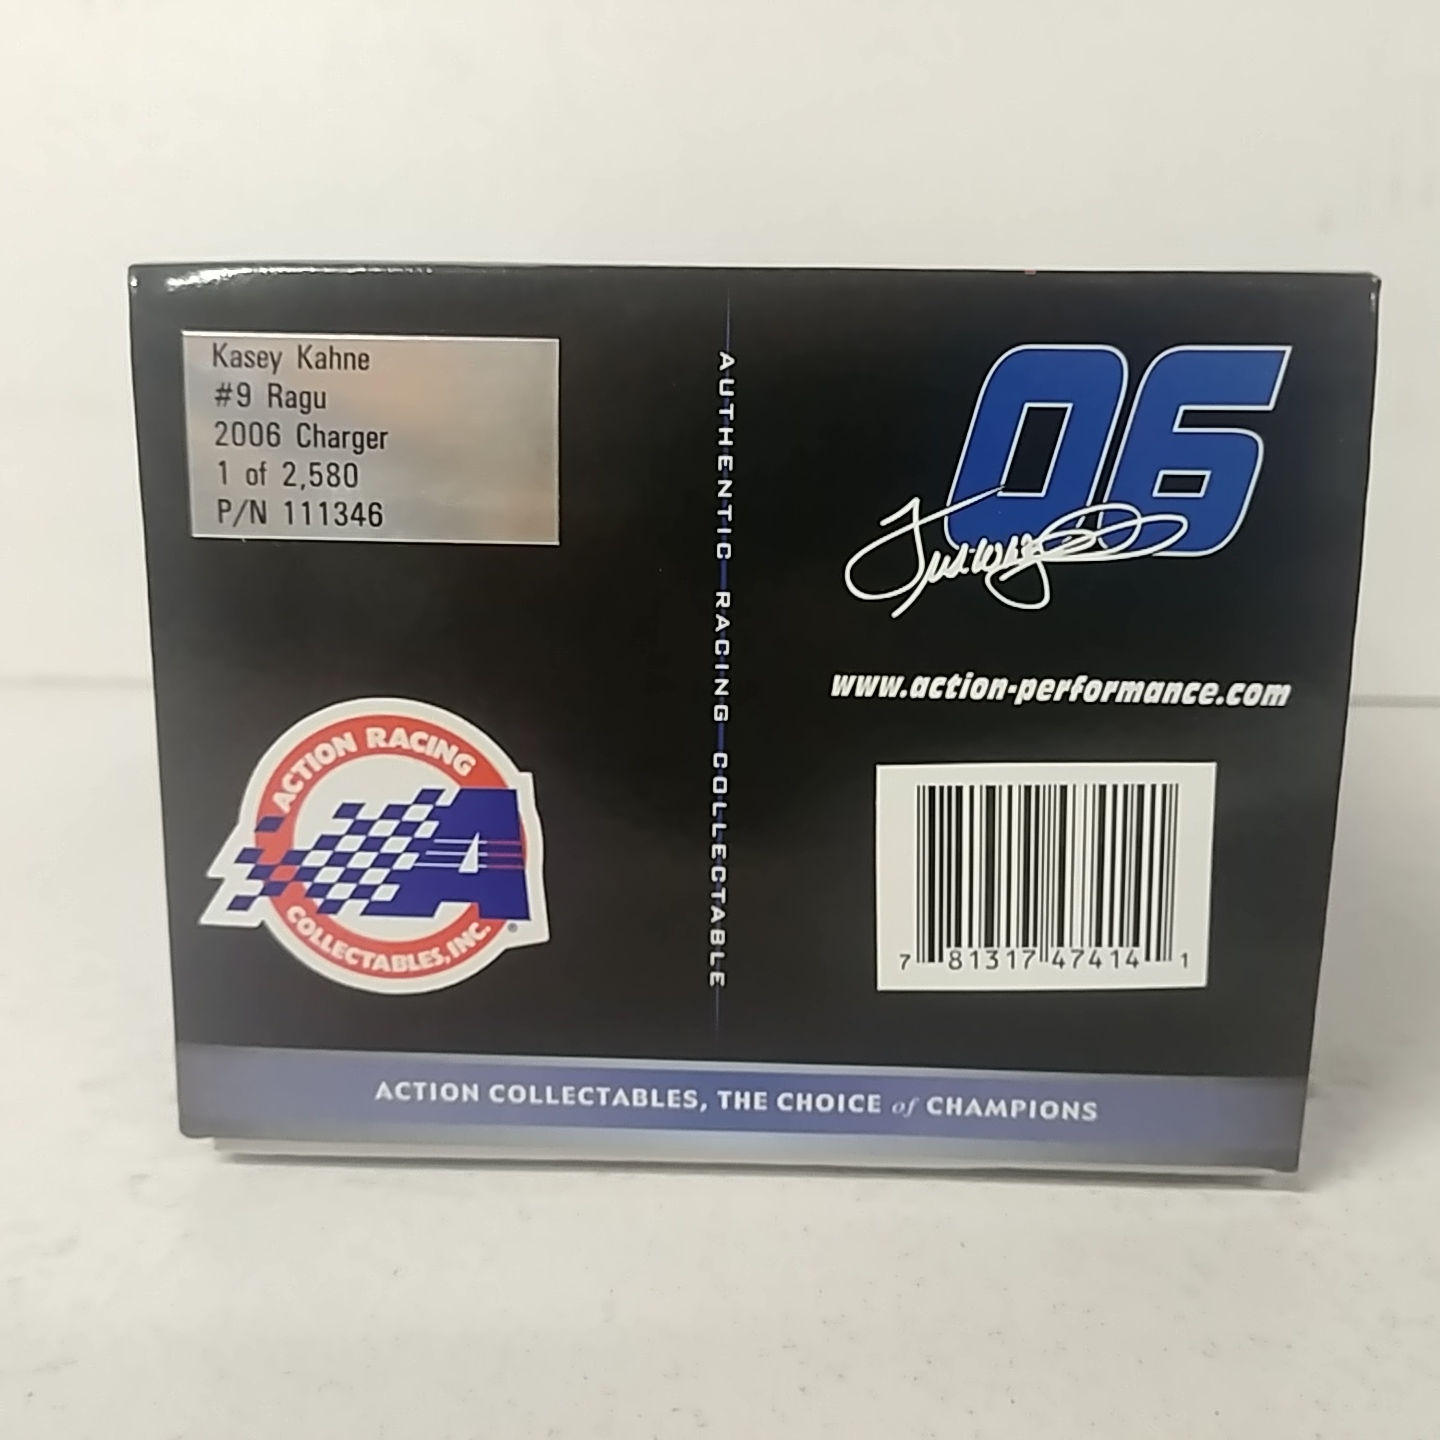 Kasey Kahne
#9 Ragu
2006 Charger
1 of 2,580
P/N 111346
ACTION RACING
A
COLLECTABLES, INC.
®
AUTHENTIC RACING COLLECTABLE
06
www.action-performance.com
7 81317 47414 1
ACTION COLLECTABLES, THE CHOICE of CHAMPIONS